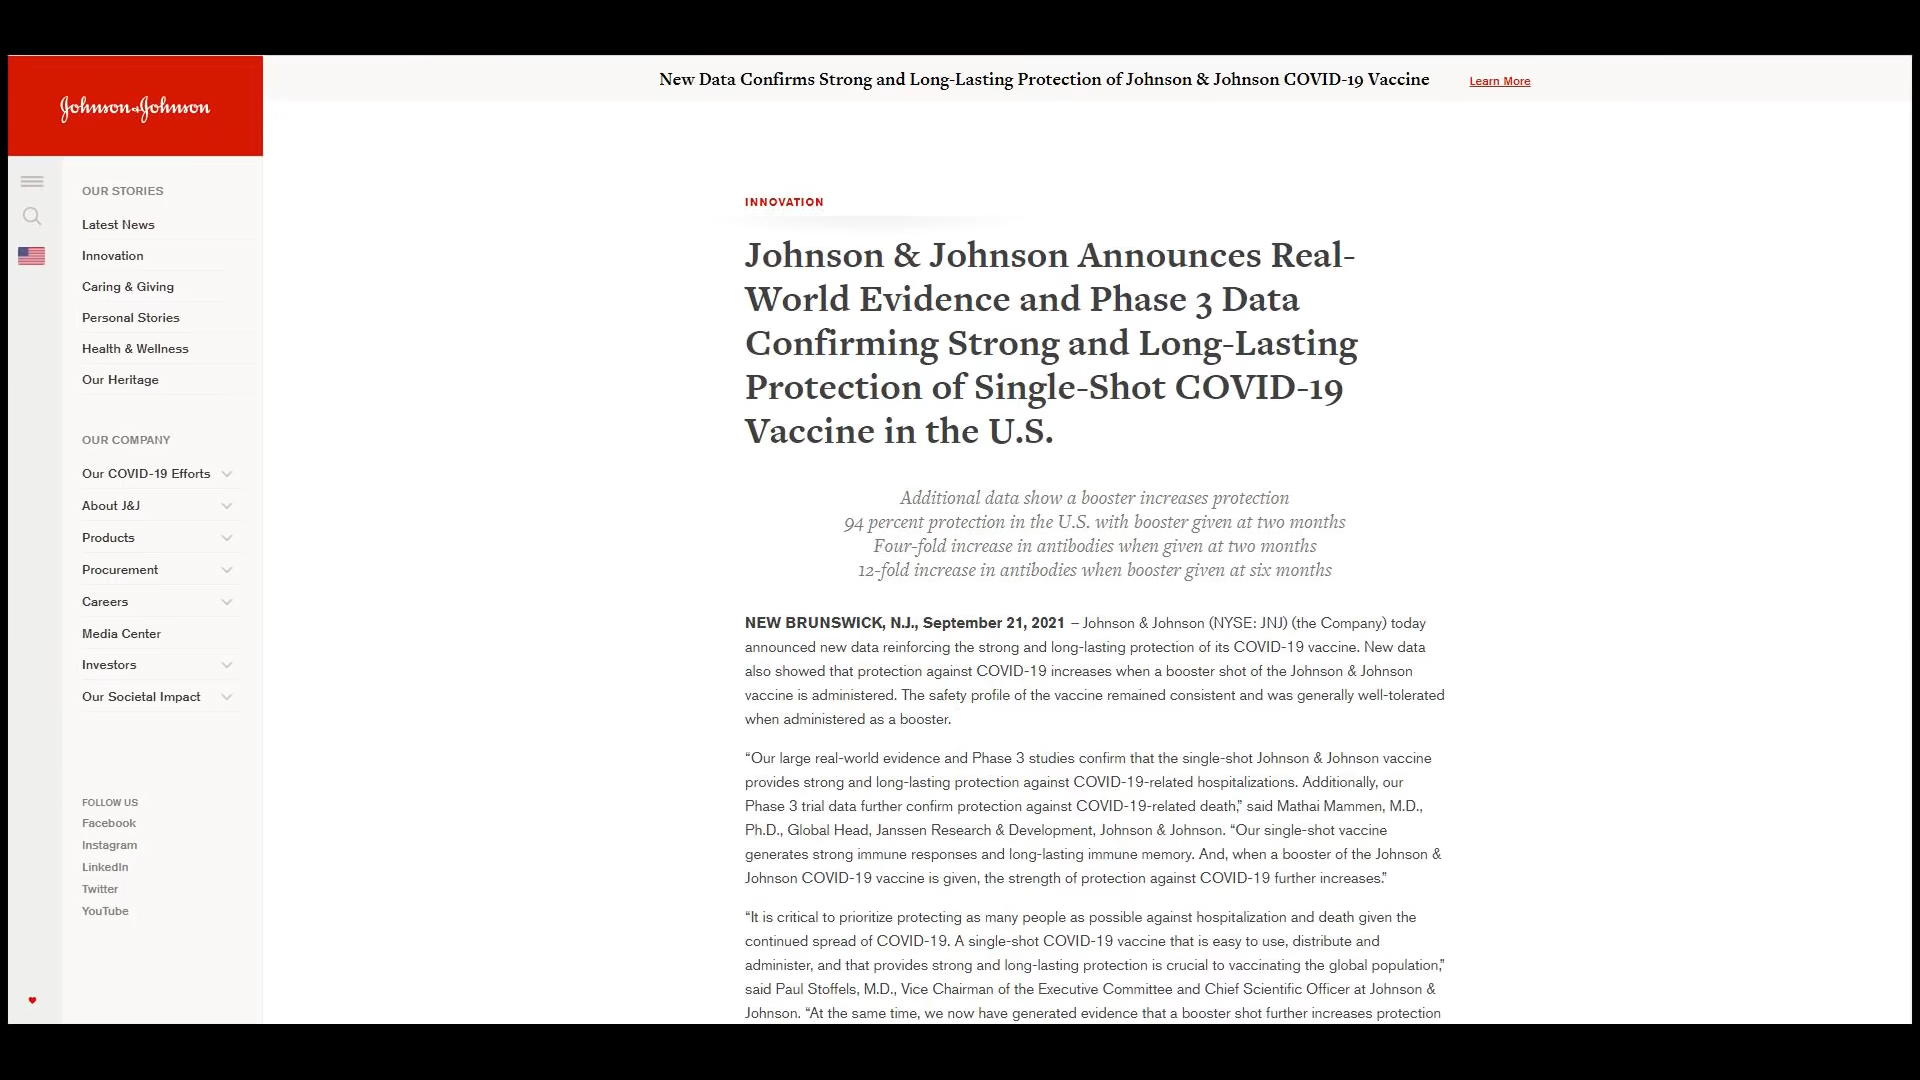 New Data Confirms Strong and Long-Lasting Protection of Johnson & Johnson COVID-19 Vaccine Learn More
Johnson & Johnson
OUR STORIES
Latest News
Innovation
Caring & Giving
Personal Stories
Health & Wellness
Our Heritage
OUR COMPANY
Our COVID-19 Efforts
About J&J
Products
Procurement
Careers
Media Center
Investors
Our Societal Impact
FOLLOW US
Facebook
Instagram
LinkedIn
Twitter
YouTube
INNOVATION
Johnson & Johnson Announces Real-
World Evidence and Phase 3 Data
Confirming Strong and Long-Lasting
Protection of Single-Shot COVID-19
Vaccine in the U.S.
Additional data show a booster increases protection
94 percent protection in the U.S. with booster given at two months
Four-fold increase in antibodies when given at two months
12-fold increase in antibodies when booster given at six months
NEW BRUNSWICK, N.J., September 21, 2021 – Johnson & Johnson (NYSE: JNJ) (the Company) today
announced new data reinforcing the strong and long-lasting protection of its COVID-19 vaccine. New data
also showed that protection against COVID-19 increases when a booster shot of the Johnson & Johnson
vaccine is administered. The safety profile of the vaccine remained consistent and was generally well-tolerated
when administered as a booster.
“Our large real-world evidence and Phase 3 studies confirm that the single-shot Johnson & Johnson vaccine
provides strong and long-lasting protection against COVID-19-related hospitalizations. Additionally, our
Phase 3 trial data further confirm protection against COVID-19-related death,” said Mathai Mammen, M.D.,
Ph.D., Global Head, Janssen Research & Development, Johnson & Johnson. “Our single-shot vaccine
generates strong immune responses and long-lasting immune memory. And, when a booster of the Johnson &
Johnson COVID-19 vaccine is given, the strength of protection against COVID-19 further increases.”
“It is critical to prioritize protecting as many people as possible against hospitalization and death given the
continued spread of COVID-19. A single-shot COVID-19 vaccine that is easy to use, distribute and
administer, and that provides strong and long-lasting protection is crucial to vaccinating the global population,”
said Paul Stoffels, M.D., Vice Chairman of the Executive Committee and Chief Scientific Officer at Johnson &
Johnson. “At the same time, we now have generated evidence that a booster shot further increases protection